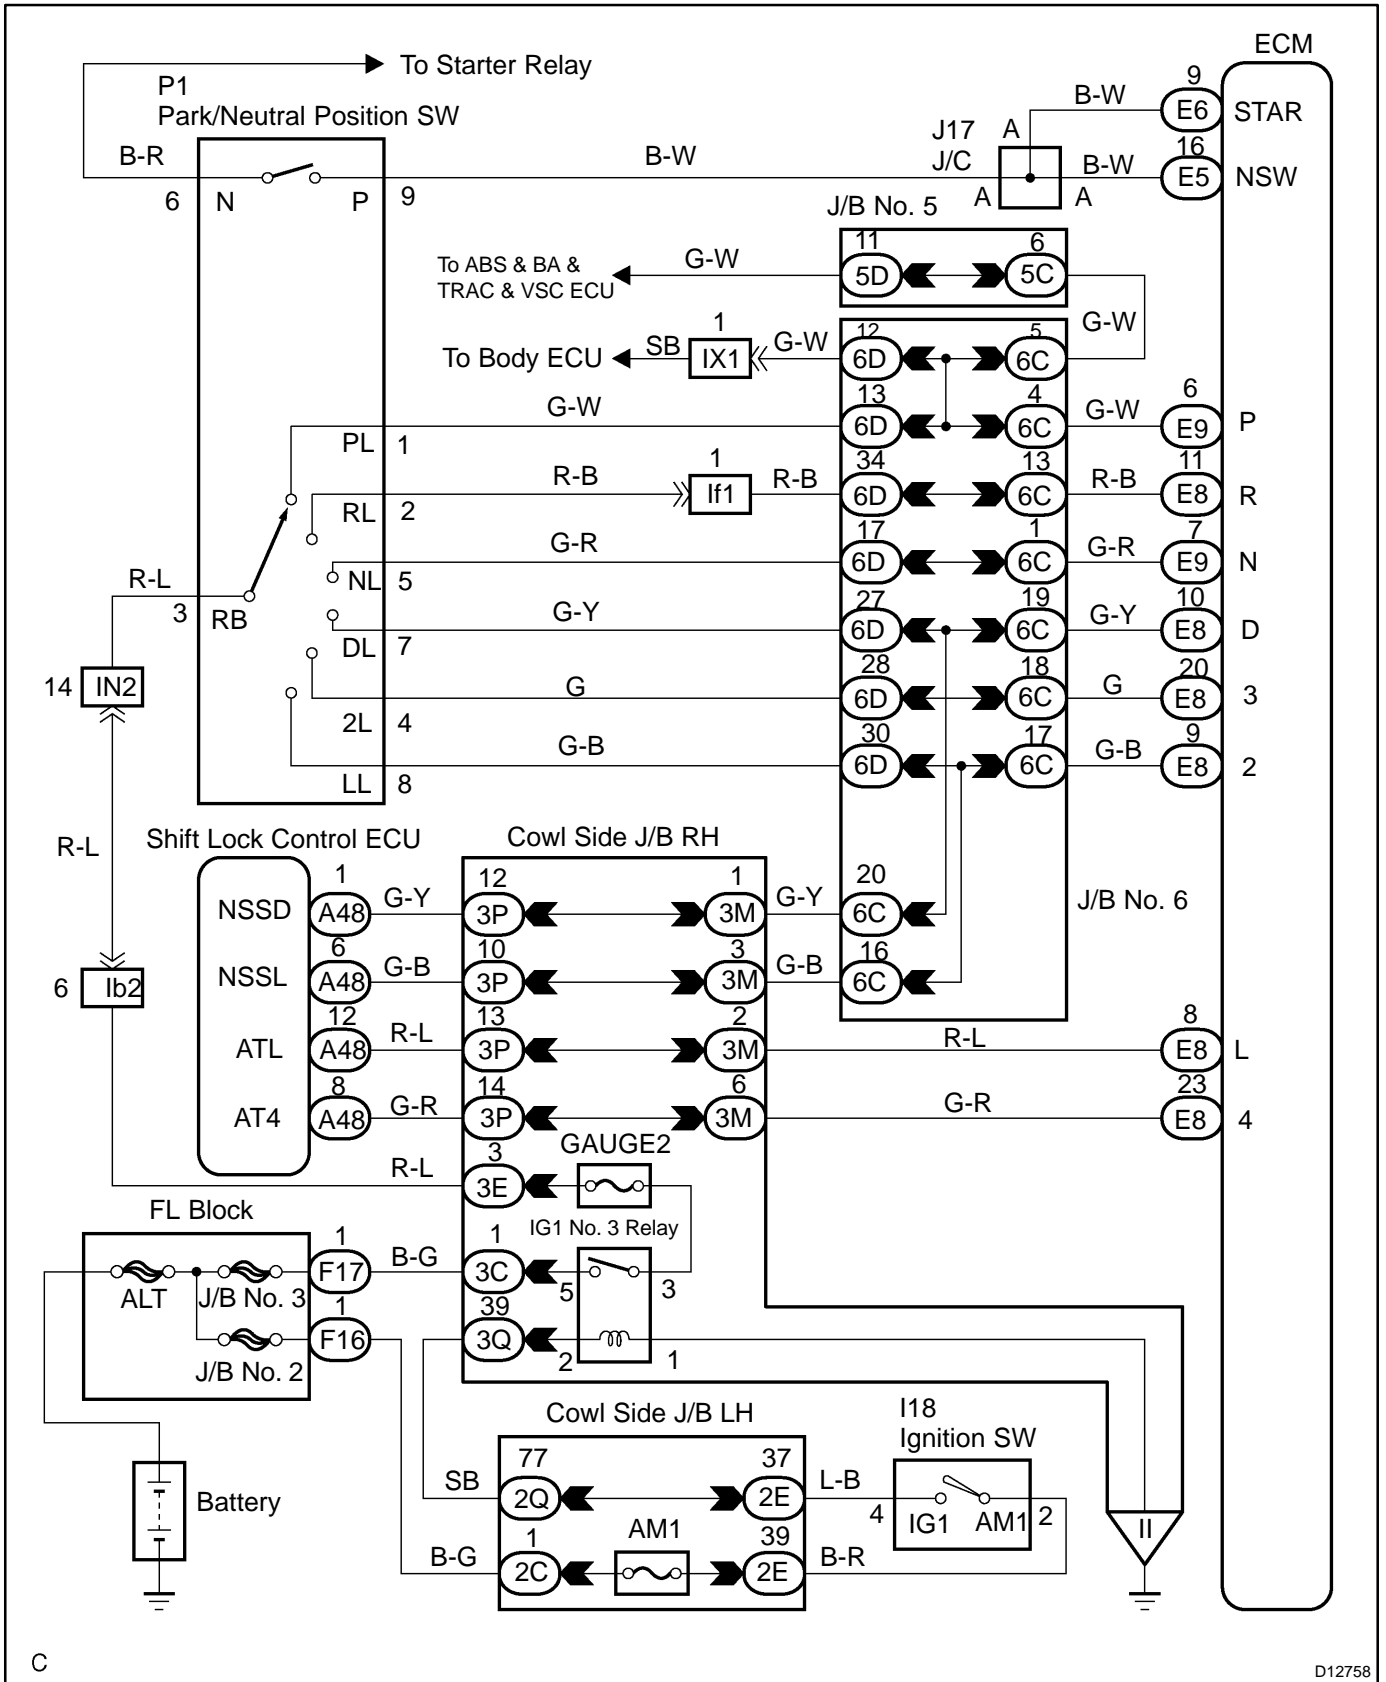 ECM
To Starter Relay
P1
Park/Neutral Position SW
9
B-W
E6
STAR
J17
A
J/C
B-R
B-W
B-W
16
E5
NSW
6
N
P
9
A
A
J/B No. 5
11
6
To ABS & BA &
TRAC & VSC ECU
G-W
5D
5C
G-W
1
12
5
To Body ECU
SB
IX1
G-W
6D
6C
G-W
13
4
G-W
6
PL
1
6D
6C
E9
P
R-B
1
If1
R-B
34
13
R-B
11
RL
2
6D
6C
E8
R
G-R
17
1
G-R
7
NL
5
6D
6C
E9
N
R-L
3
RB
G-Y
27
19
G-Y
10
DL
7
6D
6C
E8
D
14
IN2
G
28
18
G
20
2L
4
6D
6C
E8
3
G-B
30
17
G-B
9
LL
8
6D
6C
E8
2
R-L
Shift Lock Control ECU
Cowl Side J/B RH
1
12
1
20
NSSD
A48
G-Y
3P
3M
G-Y
6C
J/B No. 6
6
10
3
16
NSSL
A48
G-B
3P
3M
G-B
6C
6
Ib2
12
13
2
R-L
8
ATL
A48
R-L
3P
3M
E8
L
8
14
6
G-R
23
AT4
A48
G-R
3P
3M
E8
4
GAUGE2
R-L
3
3E
FL Block
IG1 No. 3 Relay
1
B-G
1
F17
3C
5
3
ALT
J/B No. 3
1
39
F16
3Q
2
1
J/B No. 2
Cowl Side J/B LH
I18
Ignition SW
77
37
SB
2Q
2E
L-B
4
IG1
AM1
2
Battery
AM1
1
39
B-G
2C
2E
B-R
II
C
D12758